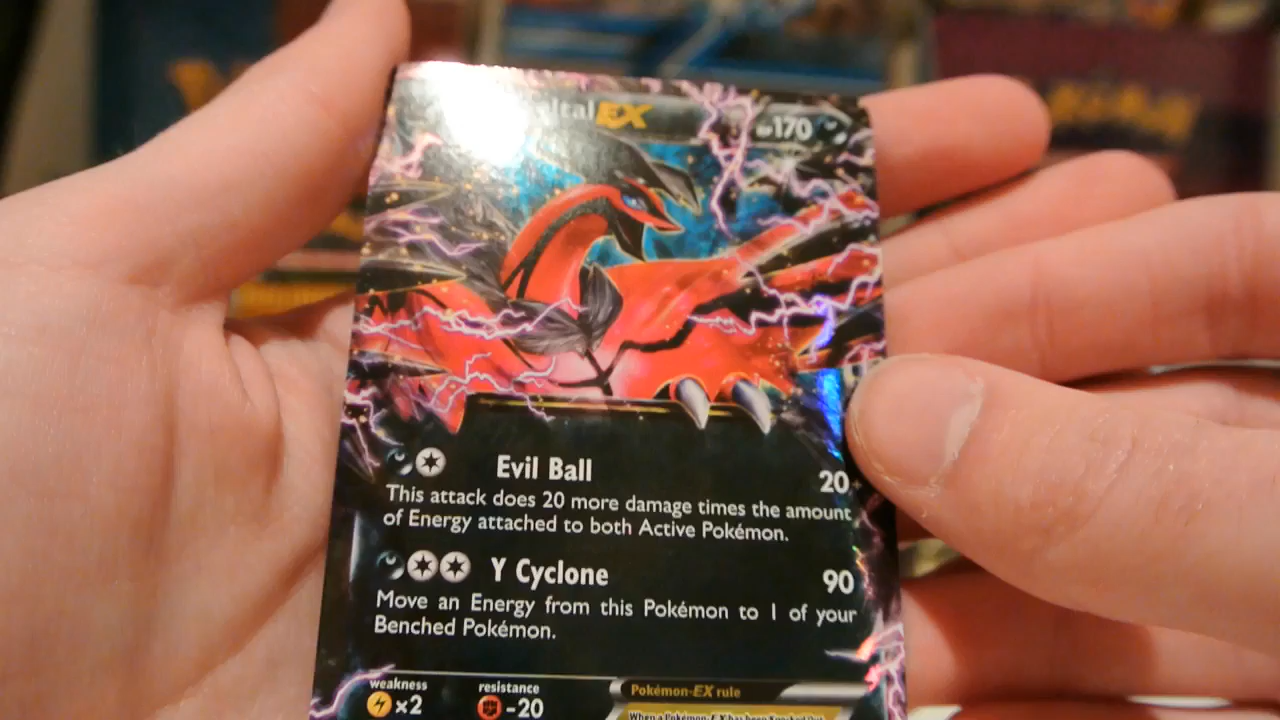 ltal EX HP170
Evil Ball 20+
This attack does 20 more damage times the amount
of Energy attached to both Active Pokémon.
Y Cyclone 90
Move an Energy from this Pokémon to 1 of your
Benched Pokémon.
weakness resistance
×2 -20
Pokémon-EX rule
When a Pokémon-EX has been Knocked Out,